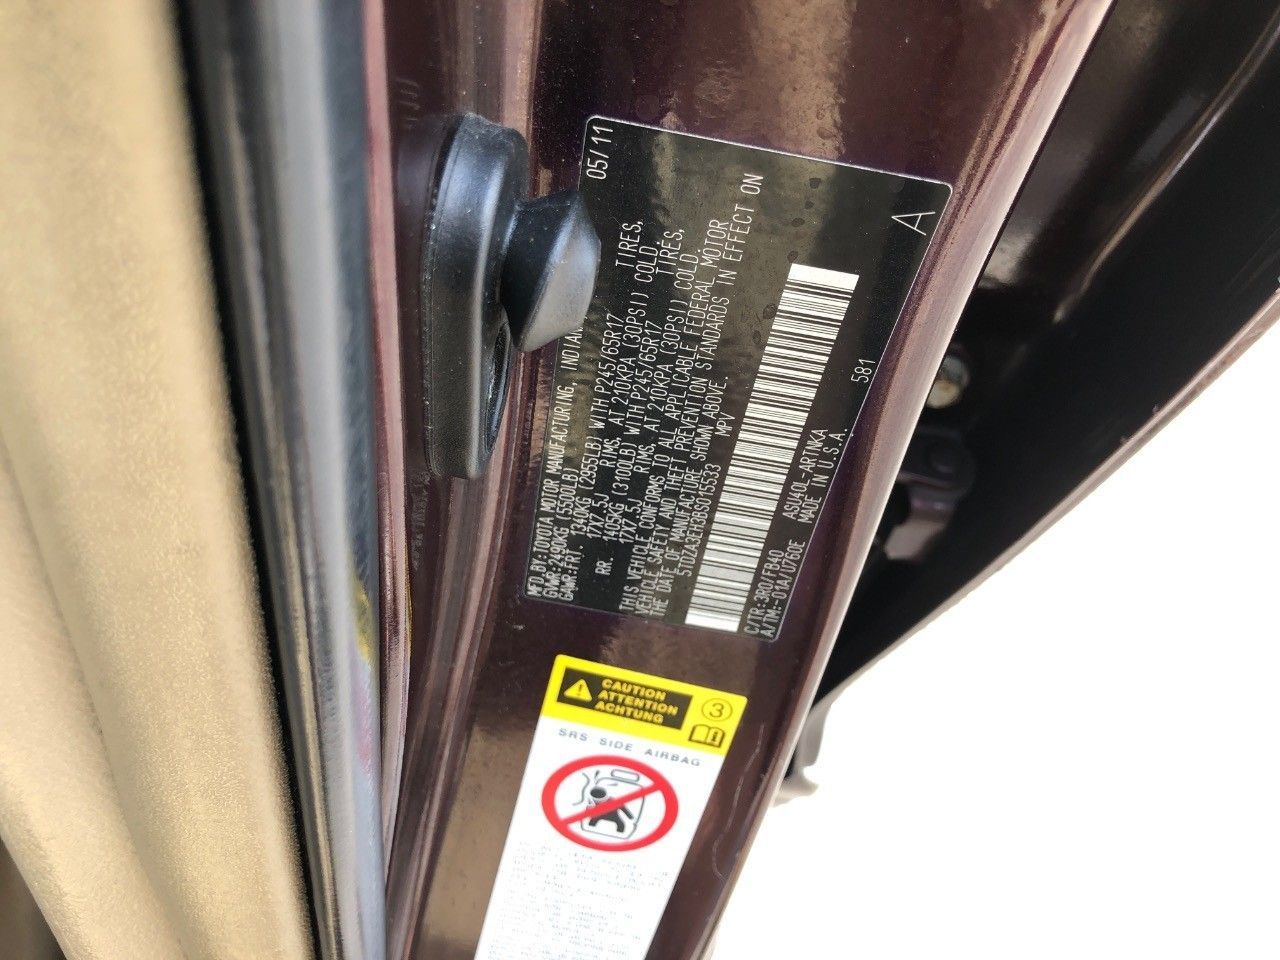 05/11
MFD.BY:TOYOTA MOTOR MANUFACTURING, INDIAN
GVWR:2490KG (5500LB)
GAWR:FRT. 1340KG (2955LB) WITH P245/65R17 TIRES,
17X7.5J RIMS, AT 210KPA (30PSI) COLD.
RR. 1405KG (3100LB) WITH P245/65R17 TIRES,
17X7.5J RIMS, AT 210KPA (30PSI) COLD.
THIS VEHICLE CONFORMS TO ALL APPLICABLE FEDERAL MOTOR
VEHICLE SAFETY AND THEFT PREVENTION STANDARDS IN EFFECT ON
THE DATE OF MANUFACTURE SHOWN ABOVE.
5TDZA3EH3BS015533 MPV
A
581
C/TR:3R0/FB40 ASU40L-ARTNKA
A/TM:-01A/U760E MADE IN U.S.A.
CAUTION
ATTENTION
ACHTUNG
3
SRS SIDE AIRBAG